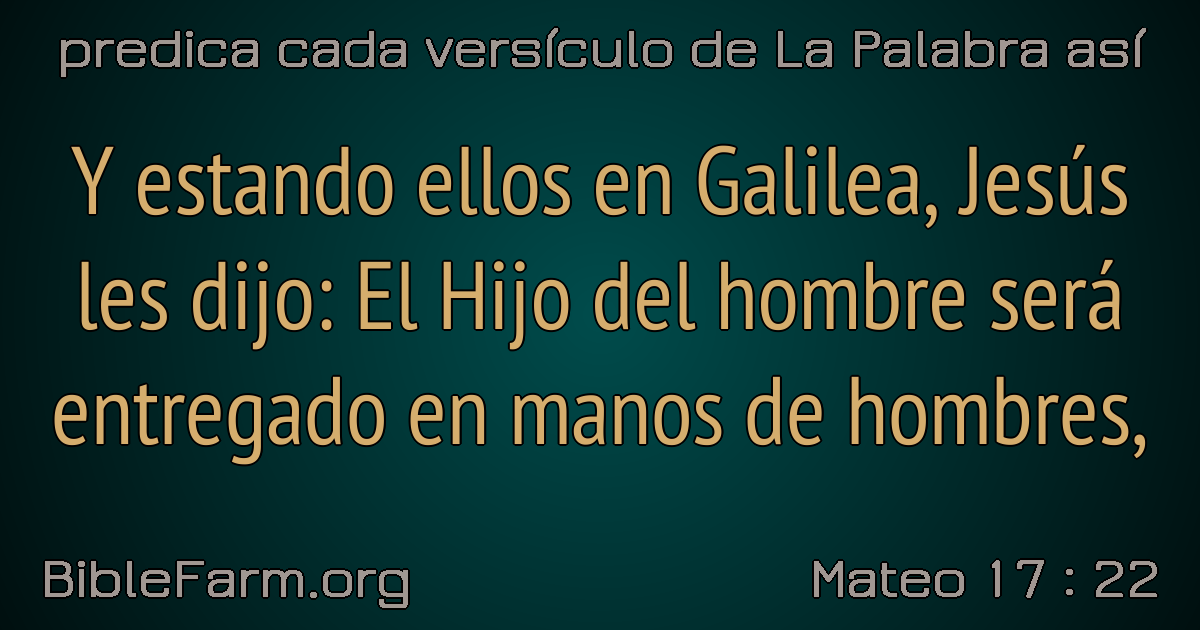 predica cada versículo de La Palabra así
Y estando ellos en Galilea, Jesús
les dijo: El Hijo del hombre será
entregado en manos de hombres,
BibleFarm.org
Mateo 17 : 22